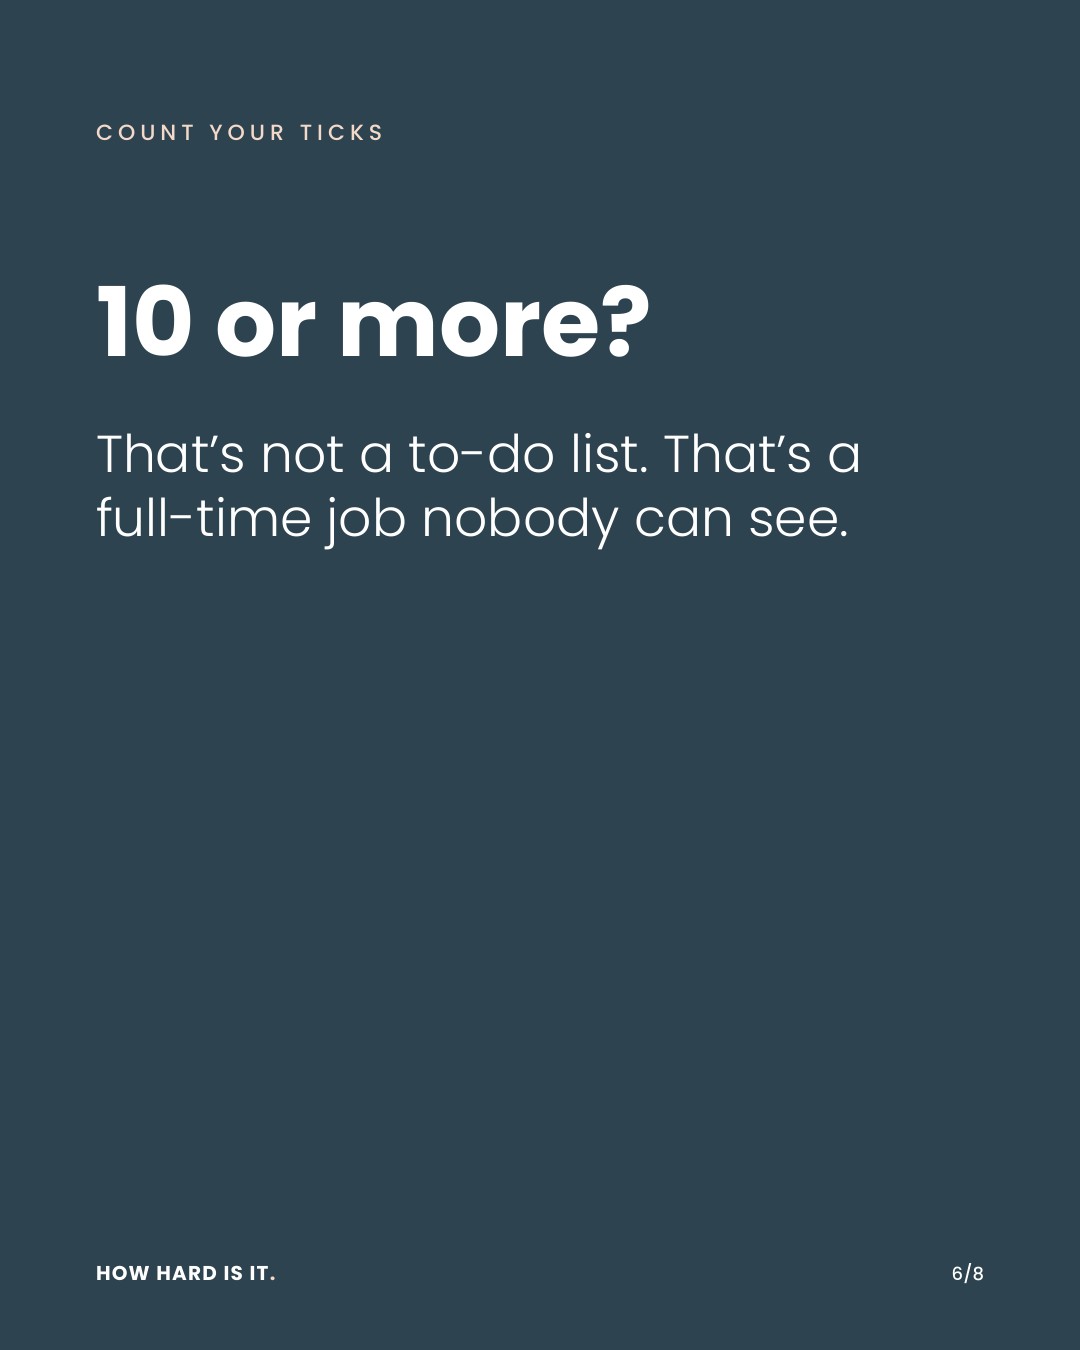 COUNT YOUR TICKS
10 or more?
That’s not a to-do list. That’s a
full-time job nobody can see.
HOW HARD IS IT.
6/8